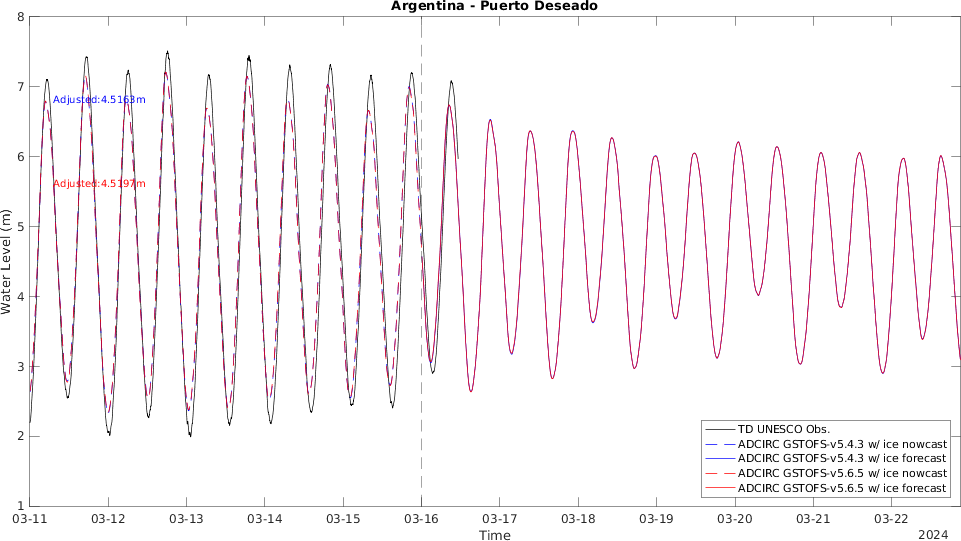 Argentina - Puerto Deseado
8
7
6
5
4
3
2
1
Water Level (m)
Adjusted:4.5163m
Adjusted:4.5197m
TD UNESCO Obs.
ADCIRC GSTOFS-v5.4.3 w/ ice nowcast
ADCIRC GSTOFS-v5.4.3 w/ ice forecast
ADCIRC GSTOFS-v5.6.5 w/ ice nowcast
ADCIRC GSTOFS-v5.6.5 w/ ice forecast
03-11 03-12 03-13 03-14 03-15 03-16 03-17 03-18 03-19 03-20 03-21 03-22
Time
2024